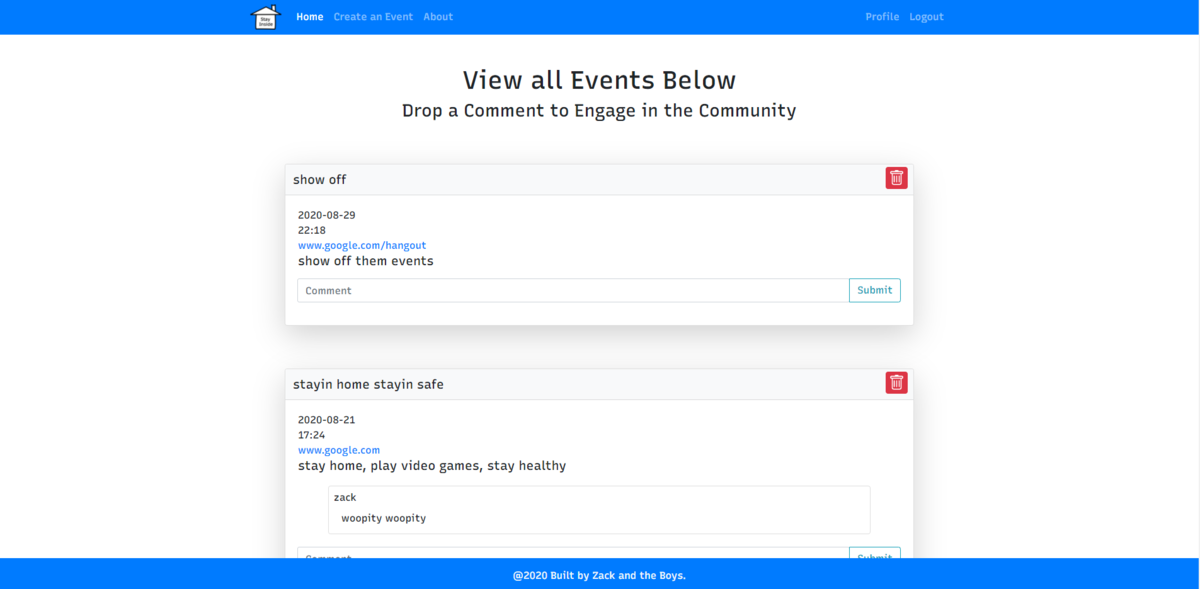 Stay
Inside
Home Create an Event About Profile Logout
View all Events Below
Drop a Comment to Engage in the Community
show off
2020-08-29
22:18
www.google.com/hangout
show off them events
Comment Submit
stayin home stayin safe
2020-08-21
17:24
www.google.com
stay home, play video games, stay healthy
zack
woopity woopity
Comment Submit
@2020 Built by Zack and the Boys.